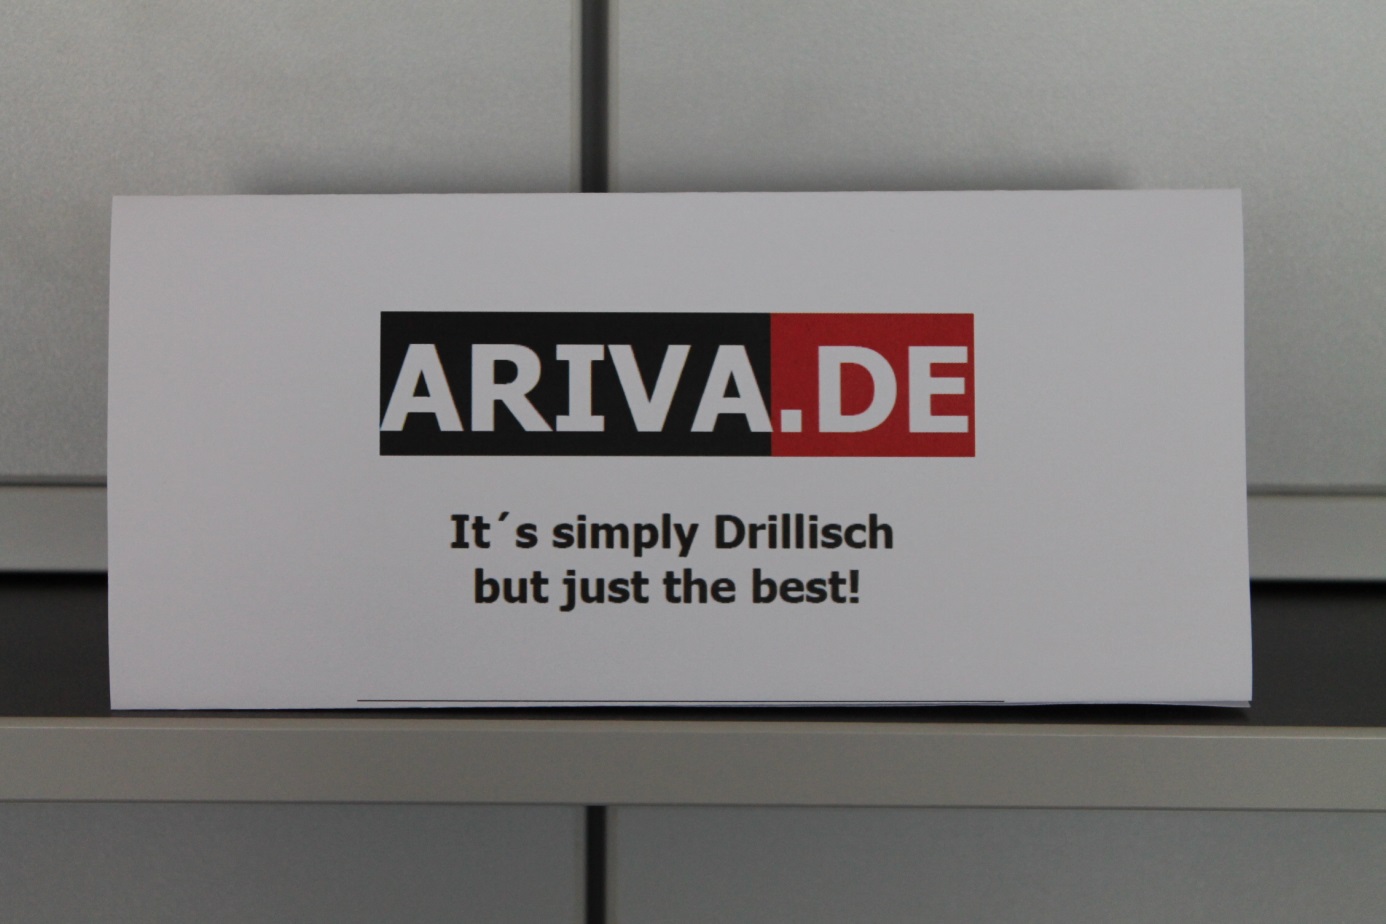 ARIVA.DE
It´s simply Drillisch
but just the best!